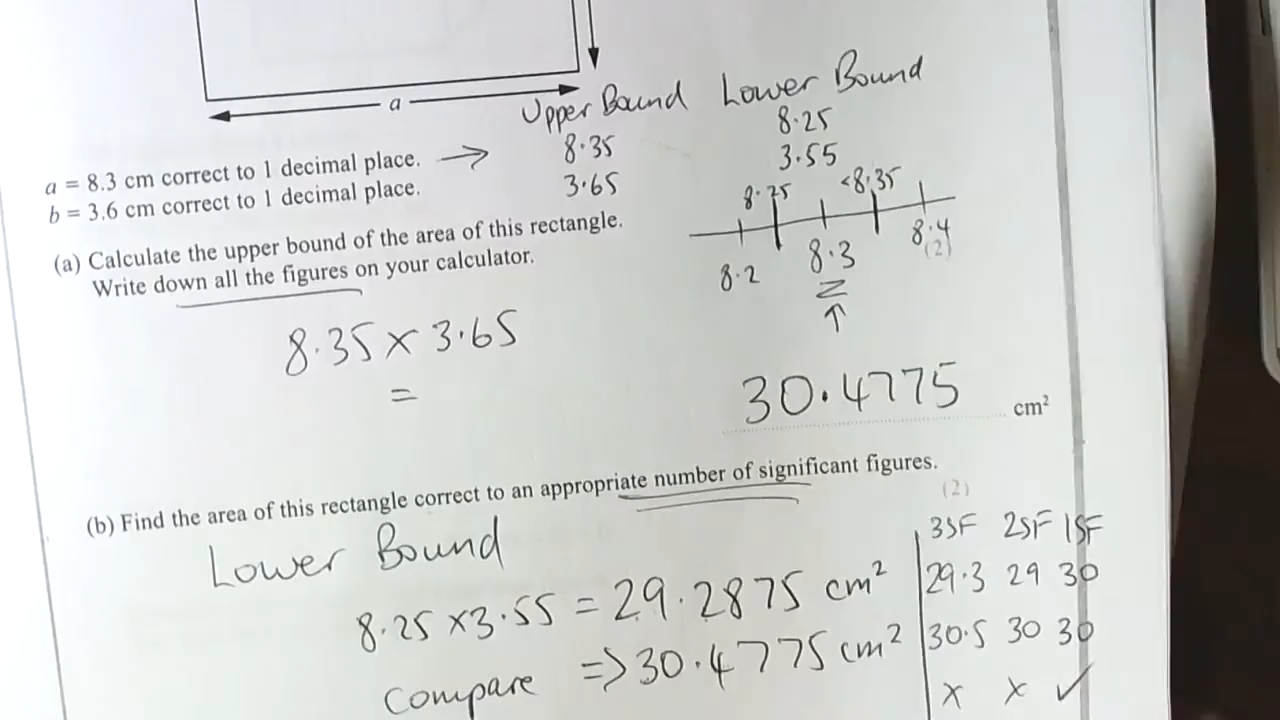 a
Upper Bound Lower Bound
8.25
a = 8.3 cm correct to 1 decimal place. → 8.35
3.55
b = 3.6 cm correct to 1 decimal place. 3.65
8.25 <8.35
8.2 8.3 8.4
(2)
(a) Calculate the upper bound of the area of this rectangle.
Write down all the figures on your calculator.
↑
8.35 × 3.65
=
30.4775 cm²
(b) Find the area of this rectangle correct to an appropriate number of significant figures.
(2)
3SF 2SF 1SF
Lower Bound
29.3 29 30
8.25 × 3.55 = 29.2875 cm²
30.5 30 30
Compare => 30.4775 cm²
x x ✓